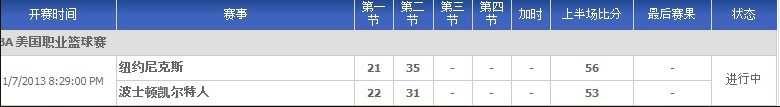 开赛时间 赛事 第一节 第二节 第三节 第四节 加时 上半场比分 最后赛果 状态
BA 美国职业篮球赛
纽约尼克斯 21 35 - - - 56 -
1/7/2013 8:29:00 PM 进行中
波士顿凯尔特人 22 31 - - - 53 -